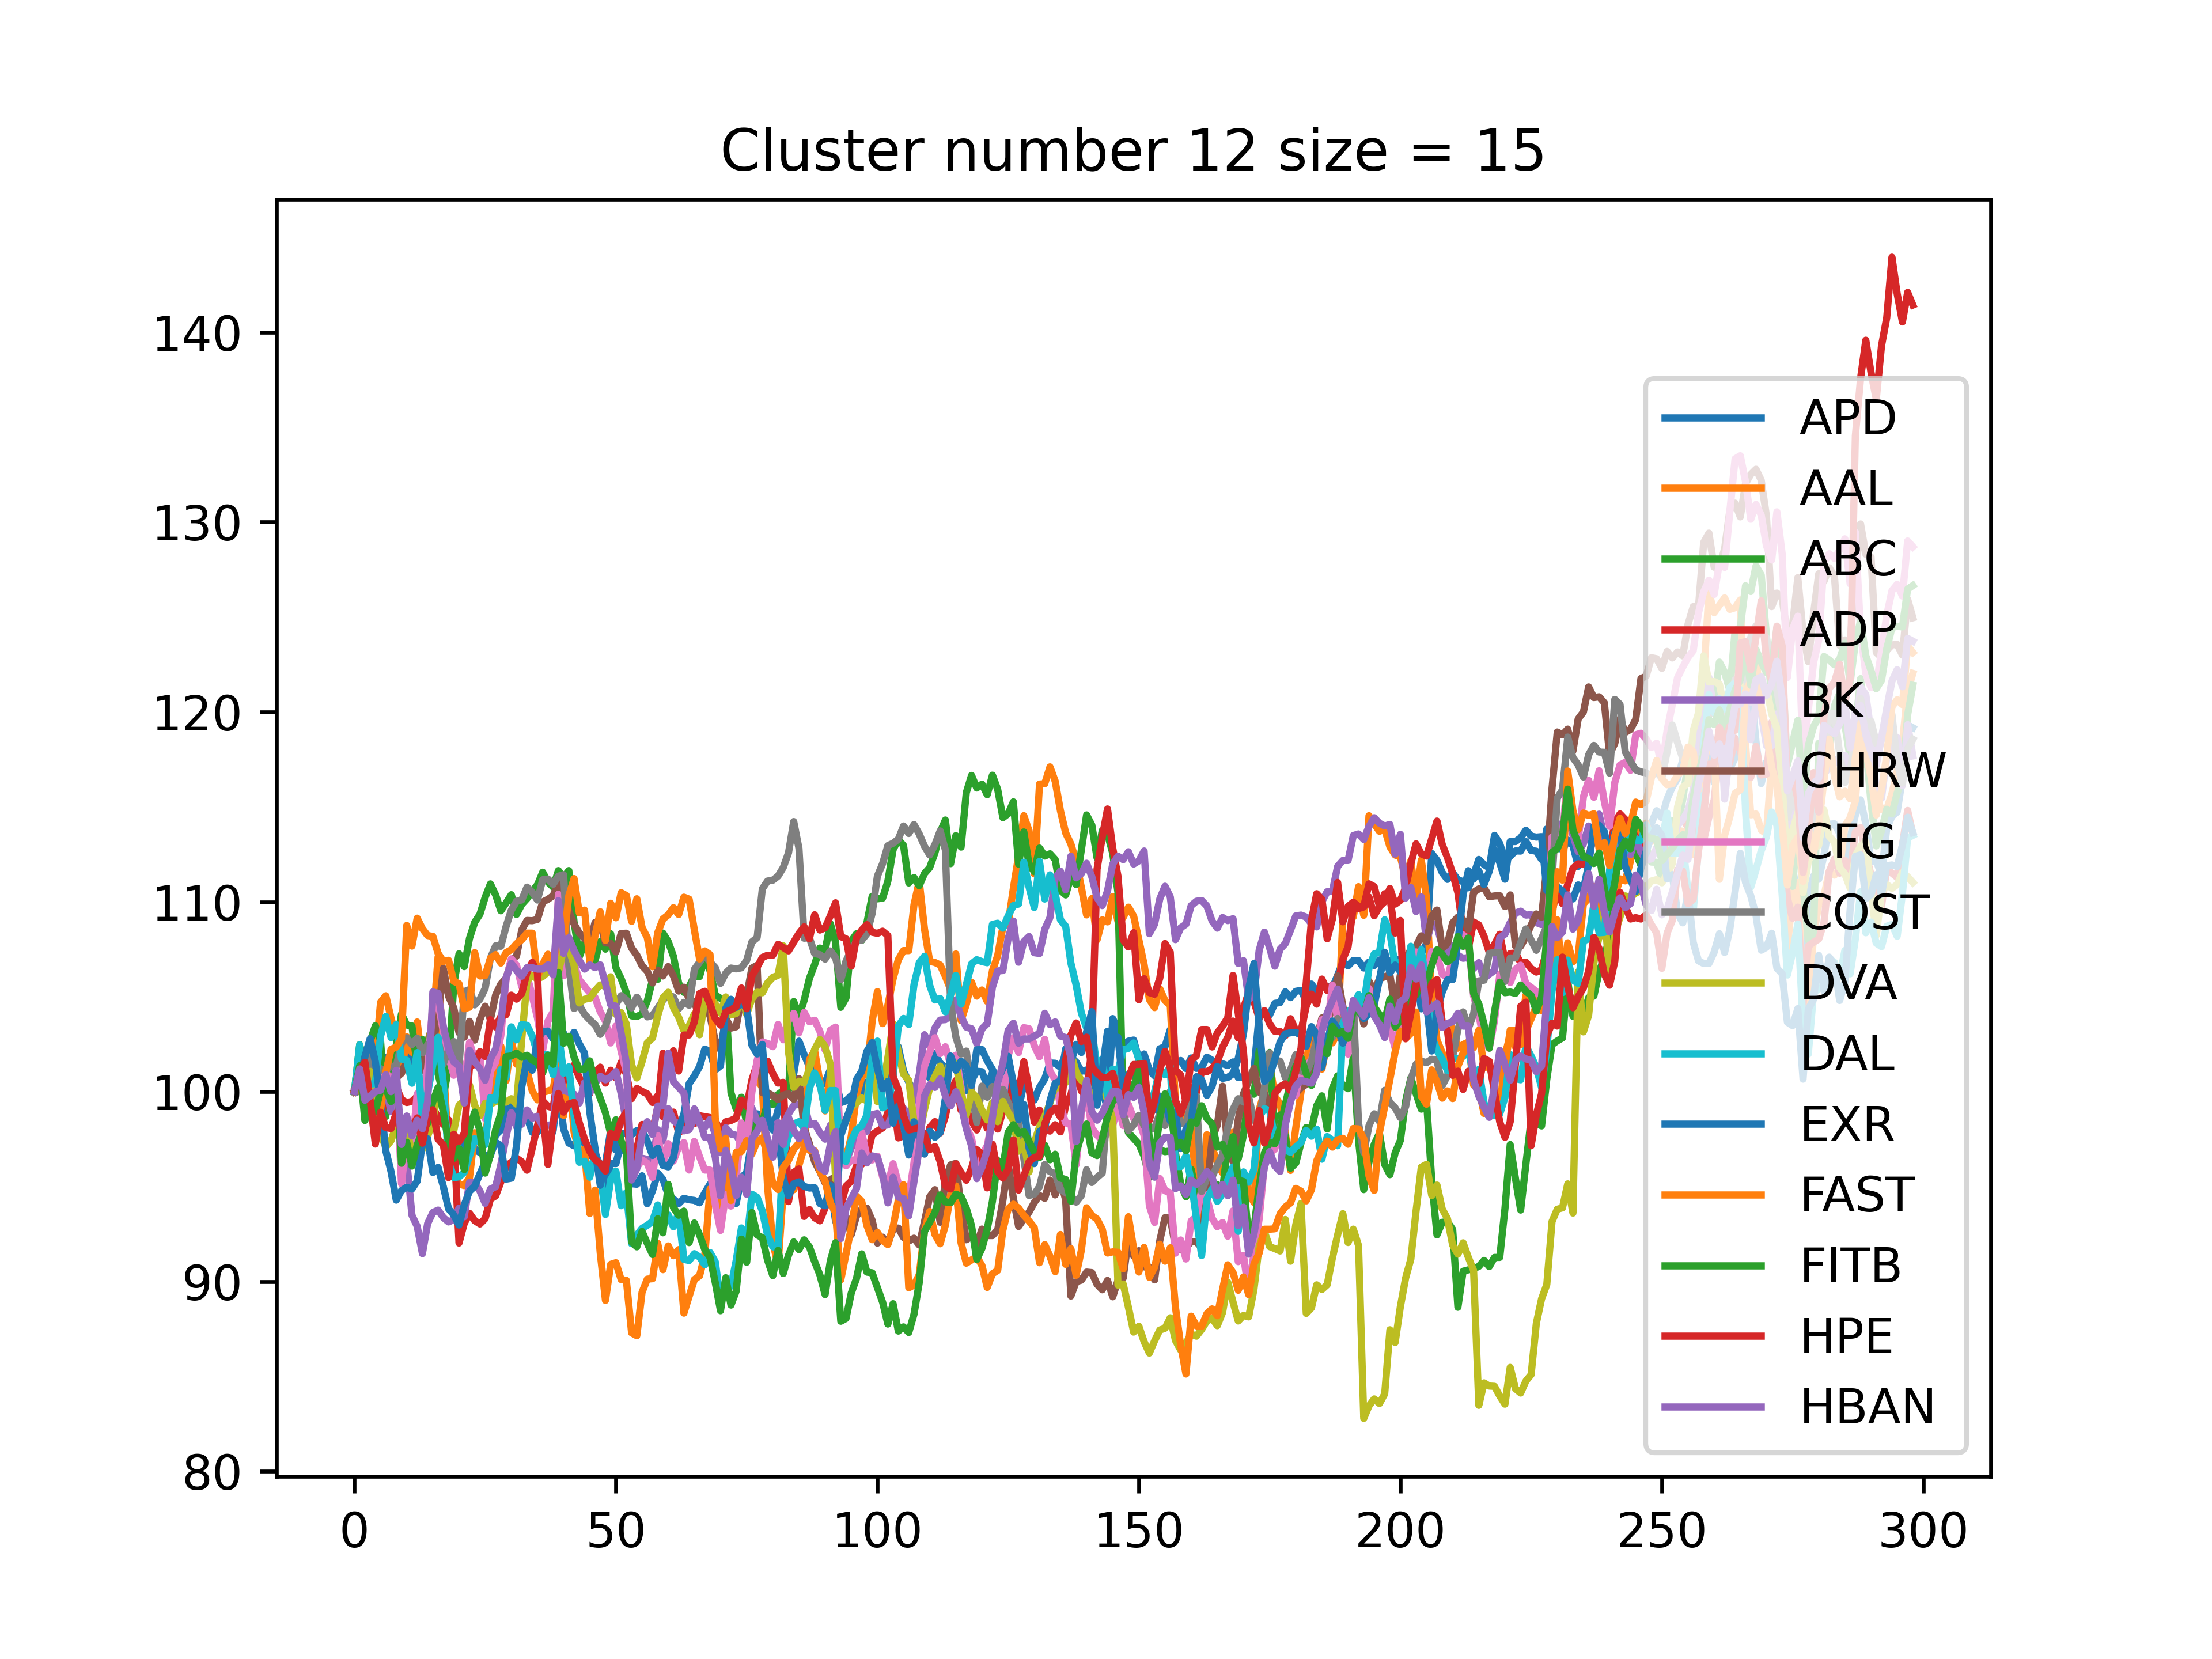 Cluster number 12 size = 15
140
130
120
110
100
90
80
0 50 100 150 200 250 300
APD
AAL
ABC
ADP
BK
CHRW
CFG
COST
DVA
DAL
EXR
FAST
FITB
HPE
HBAN